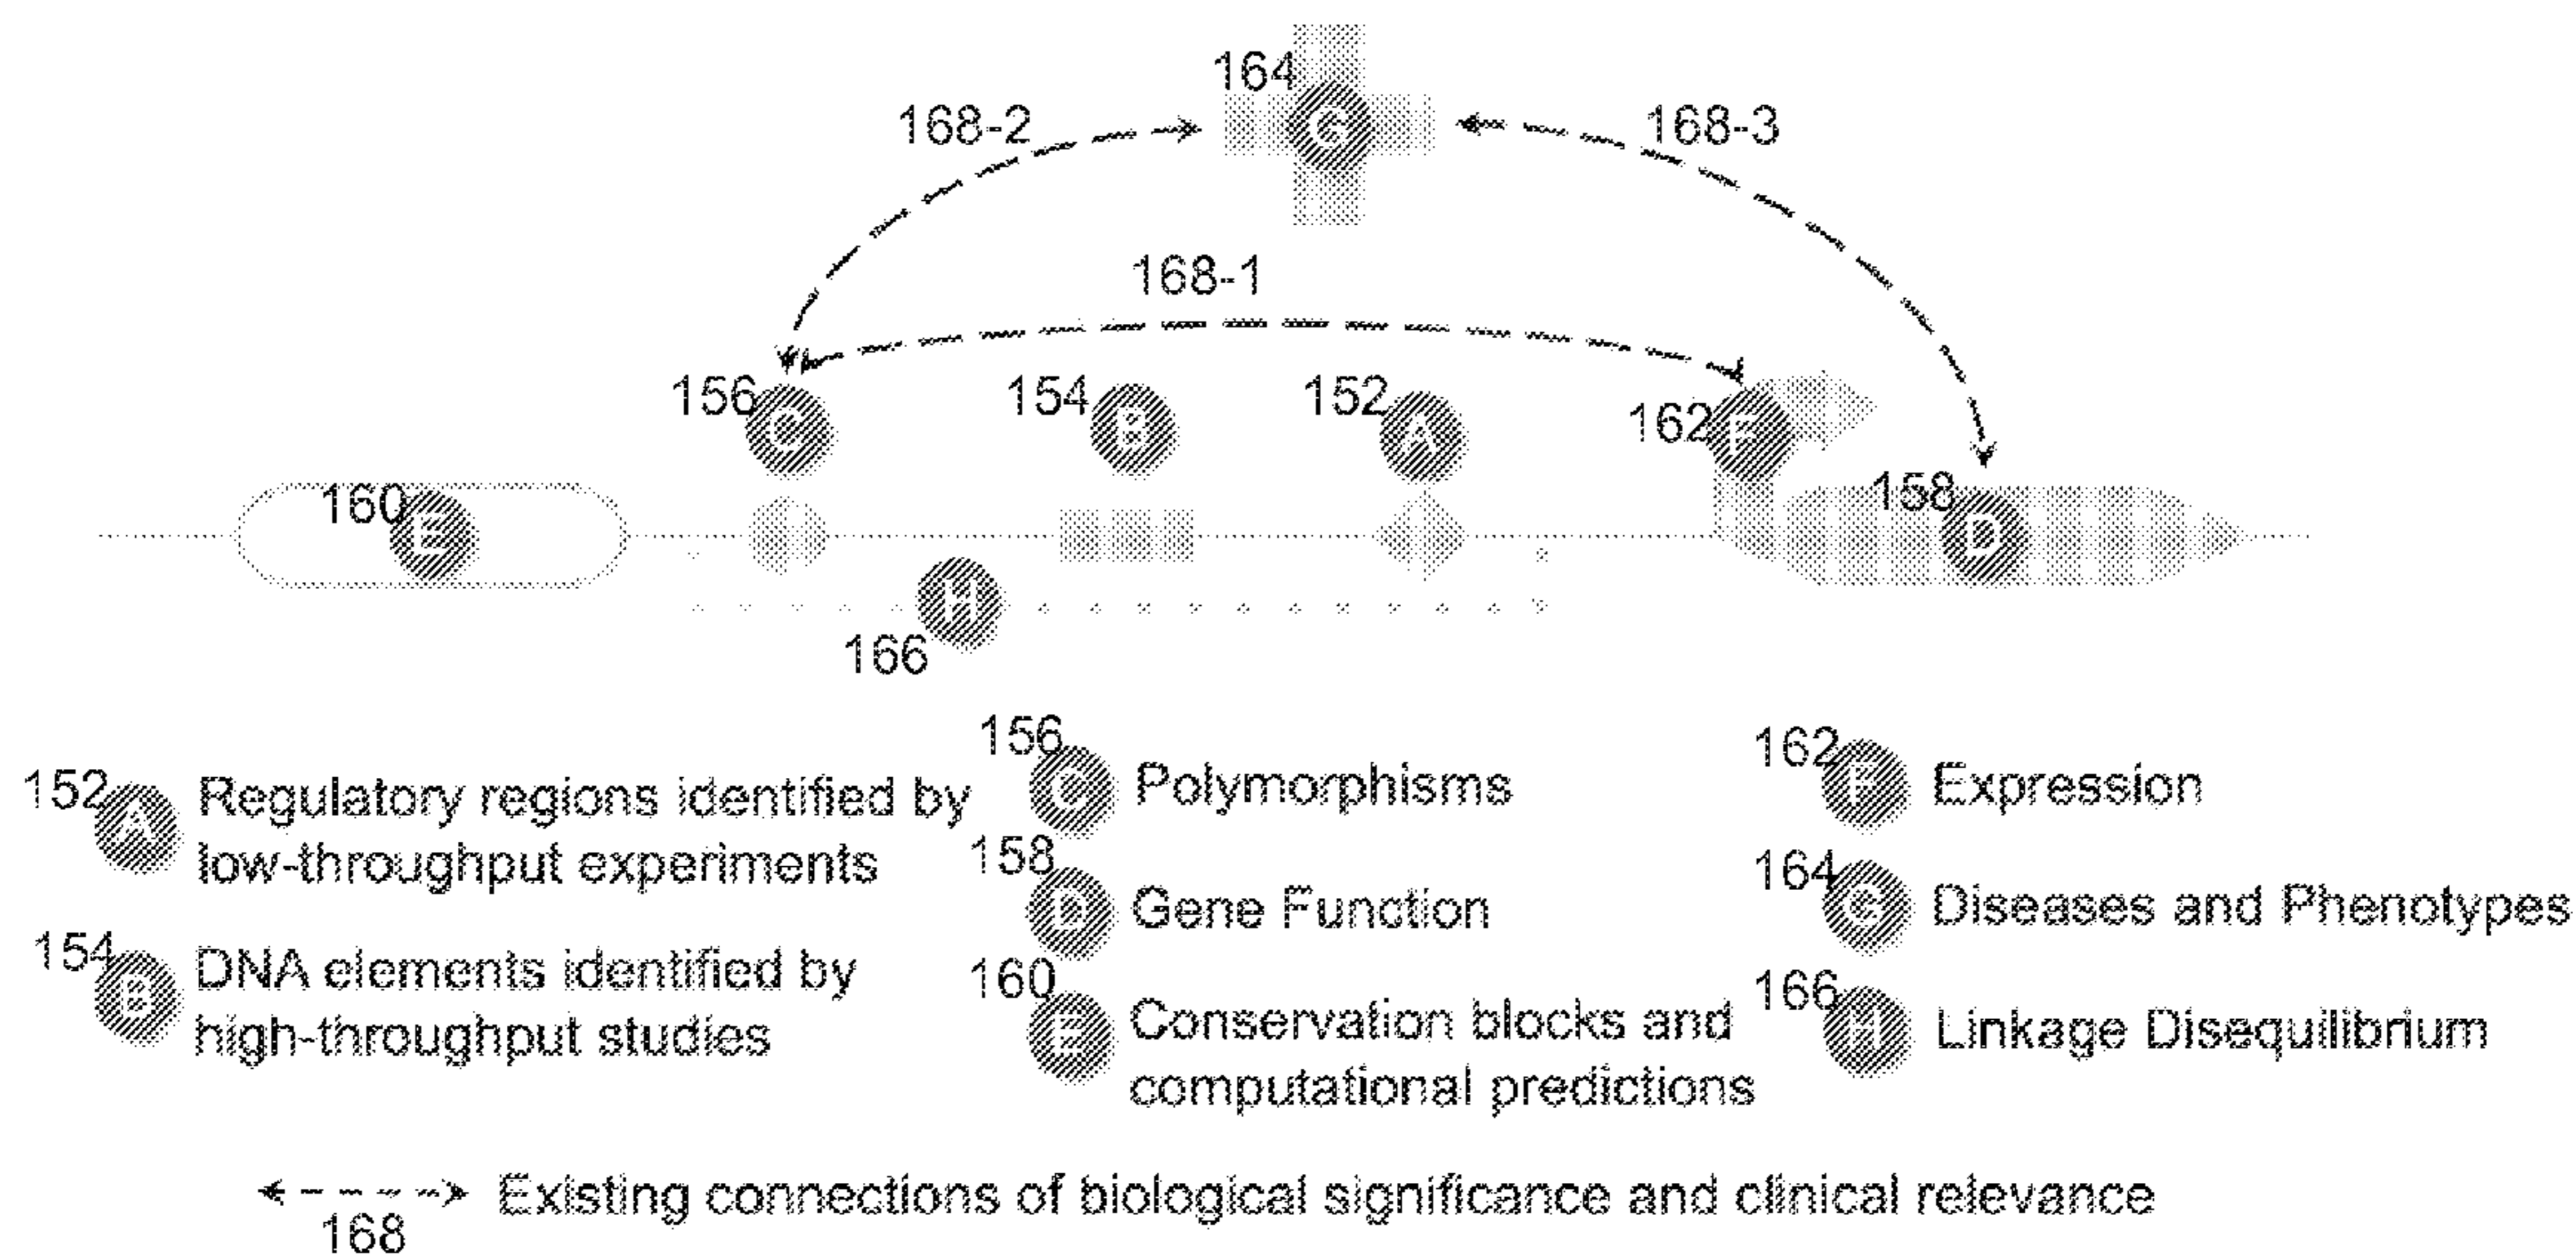 164
G
168-2
168-3
168-1
156
C
154
B
152
A
162
F
160
E
158
D
H
166
152
A
Regulatory regions identified by
low-throughput experiments
154
B
DNA elements identified by
high-throughput studies
156
C
Polymorphisms
158
D
Gene Function
160
E
Conservation blocks and
computational predictions
162
F
Expression
164
G
Diseases and Phenotypes
166
H
Linkage Disequilibrium
168
Existing connections of biological significance and clinical relevance